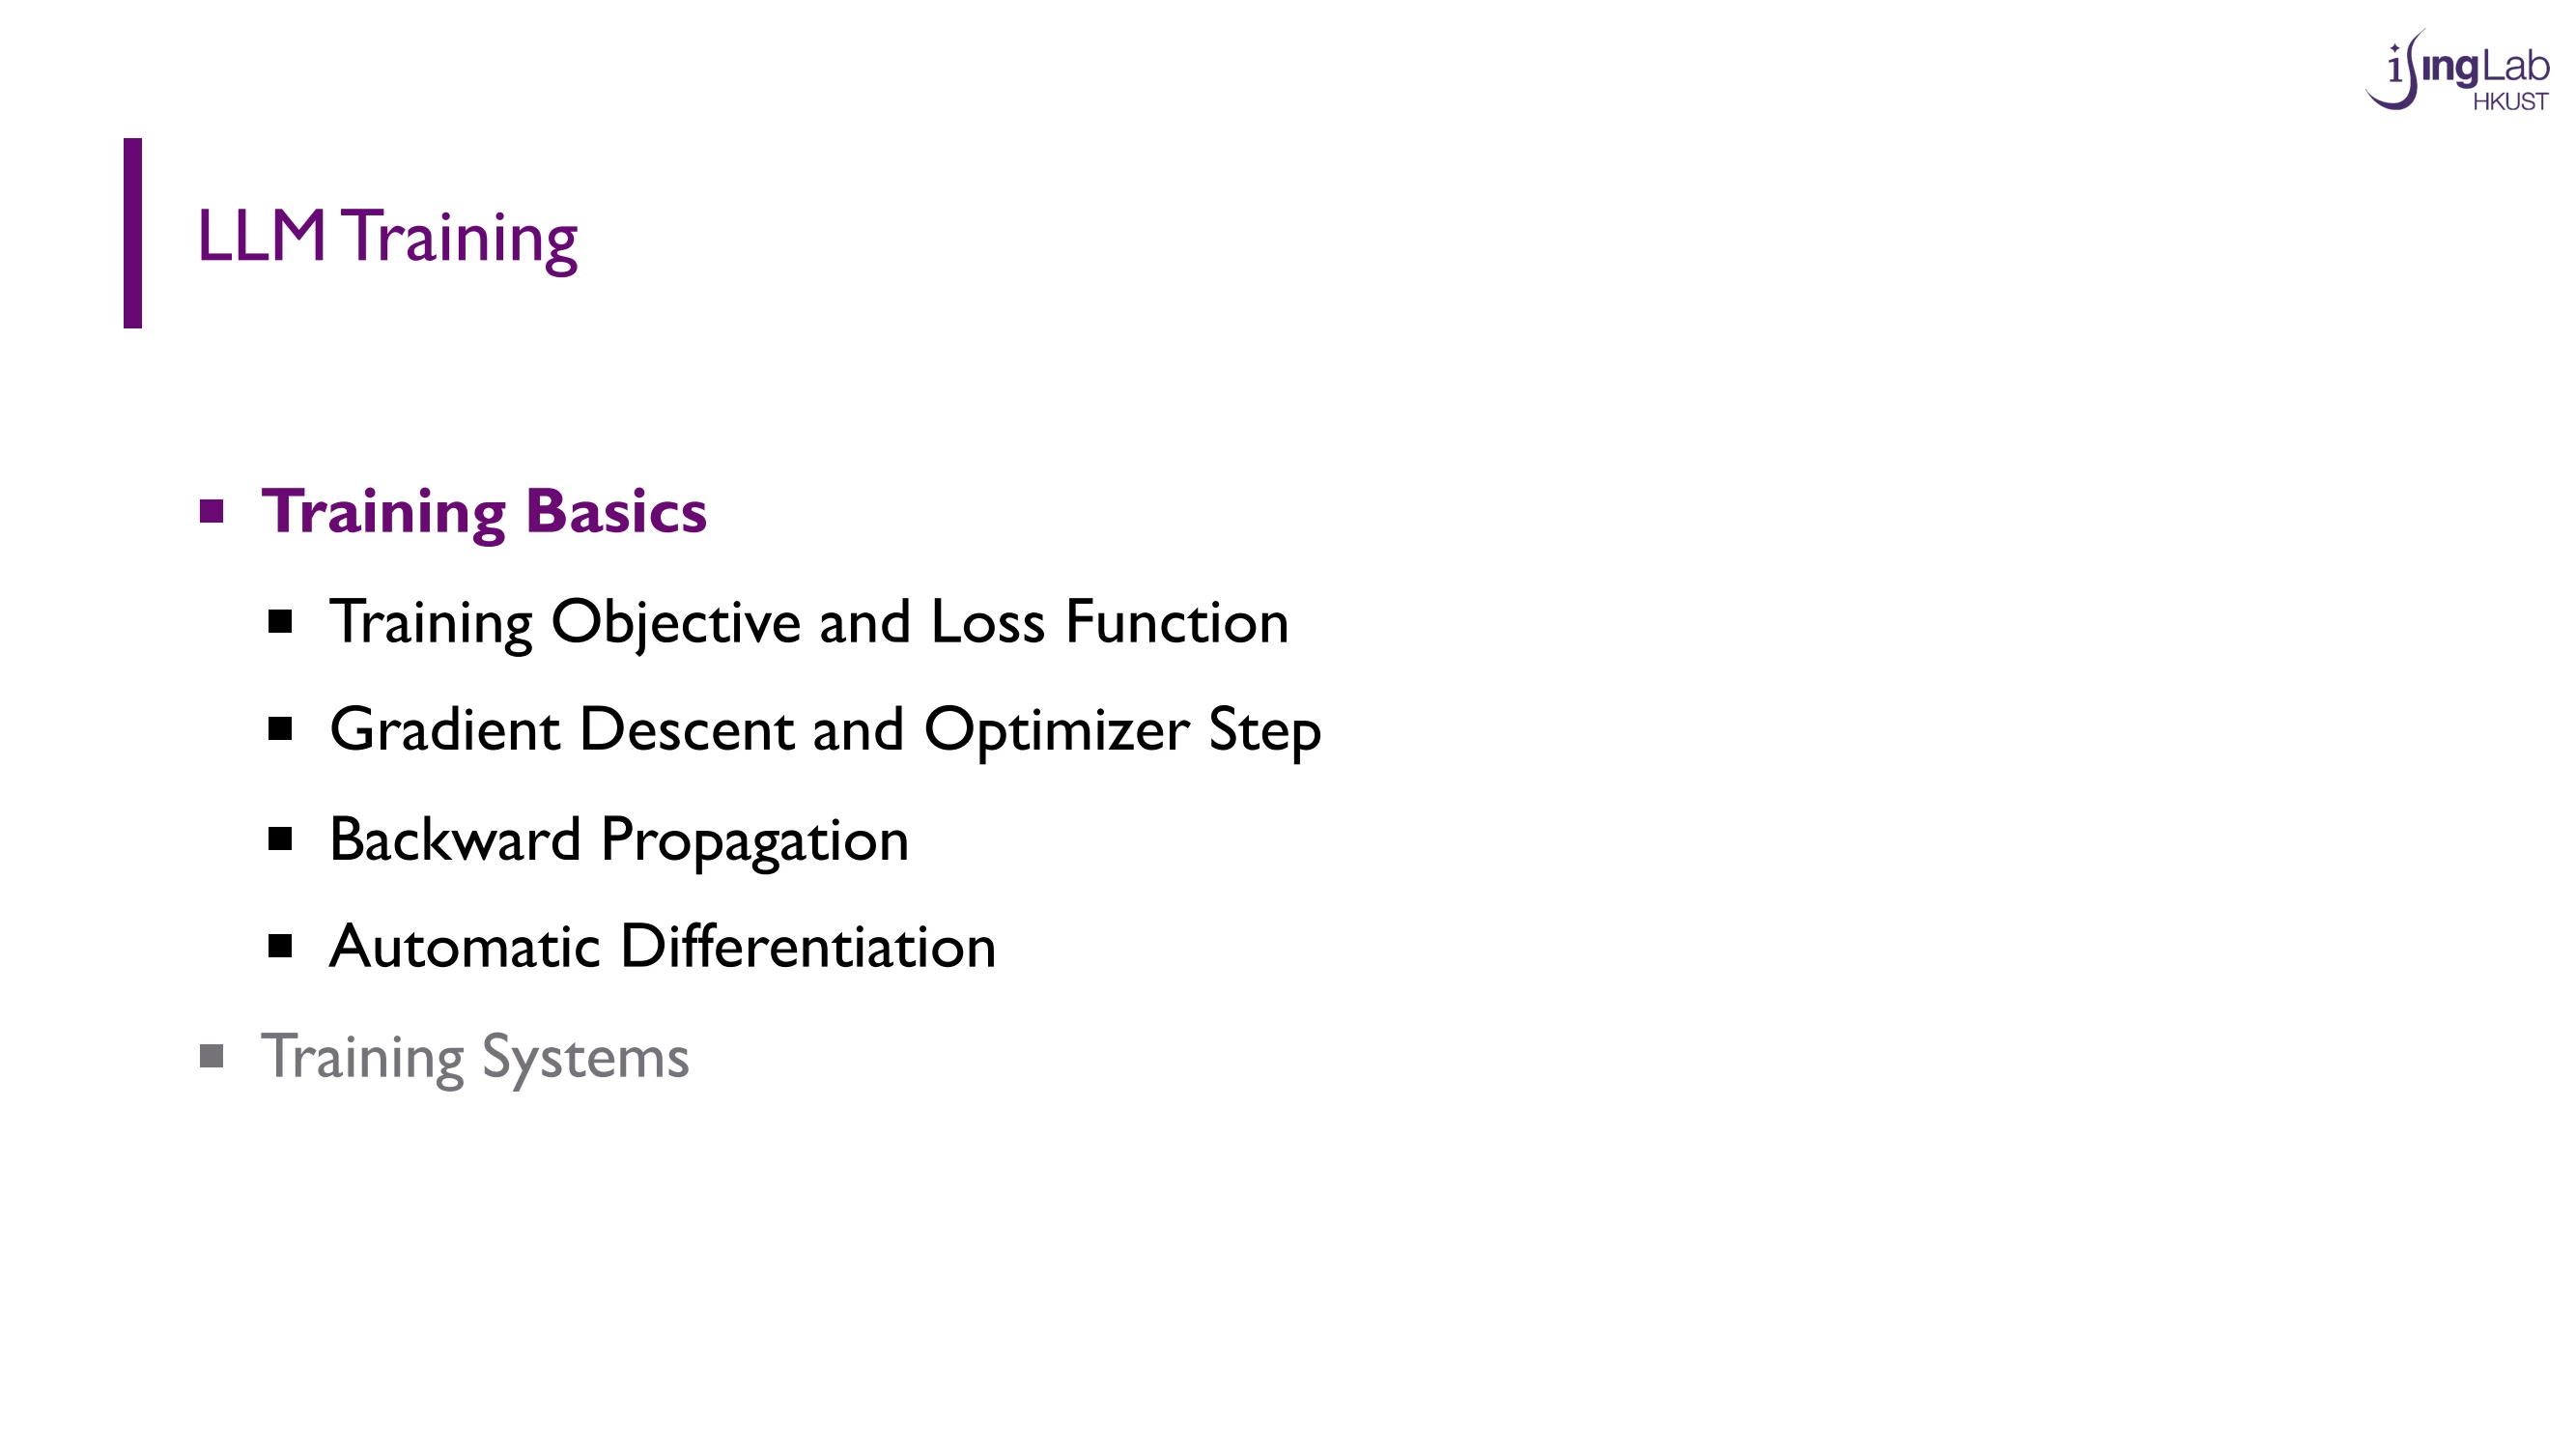 iSingLab
HKUST
LLM Training
Training Basics
Training Objective and Loss Function
Gradient Descent and Optimizer Step
Backward Propagation
Automatic Differentiation
Training Systems